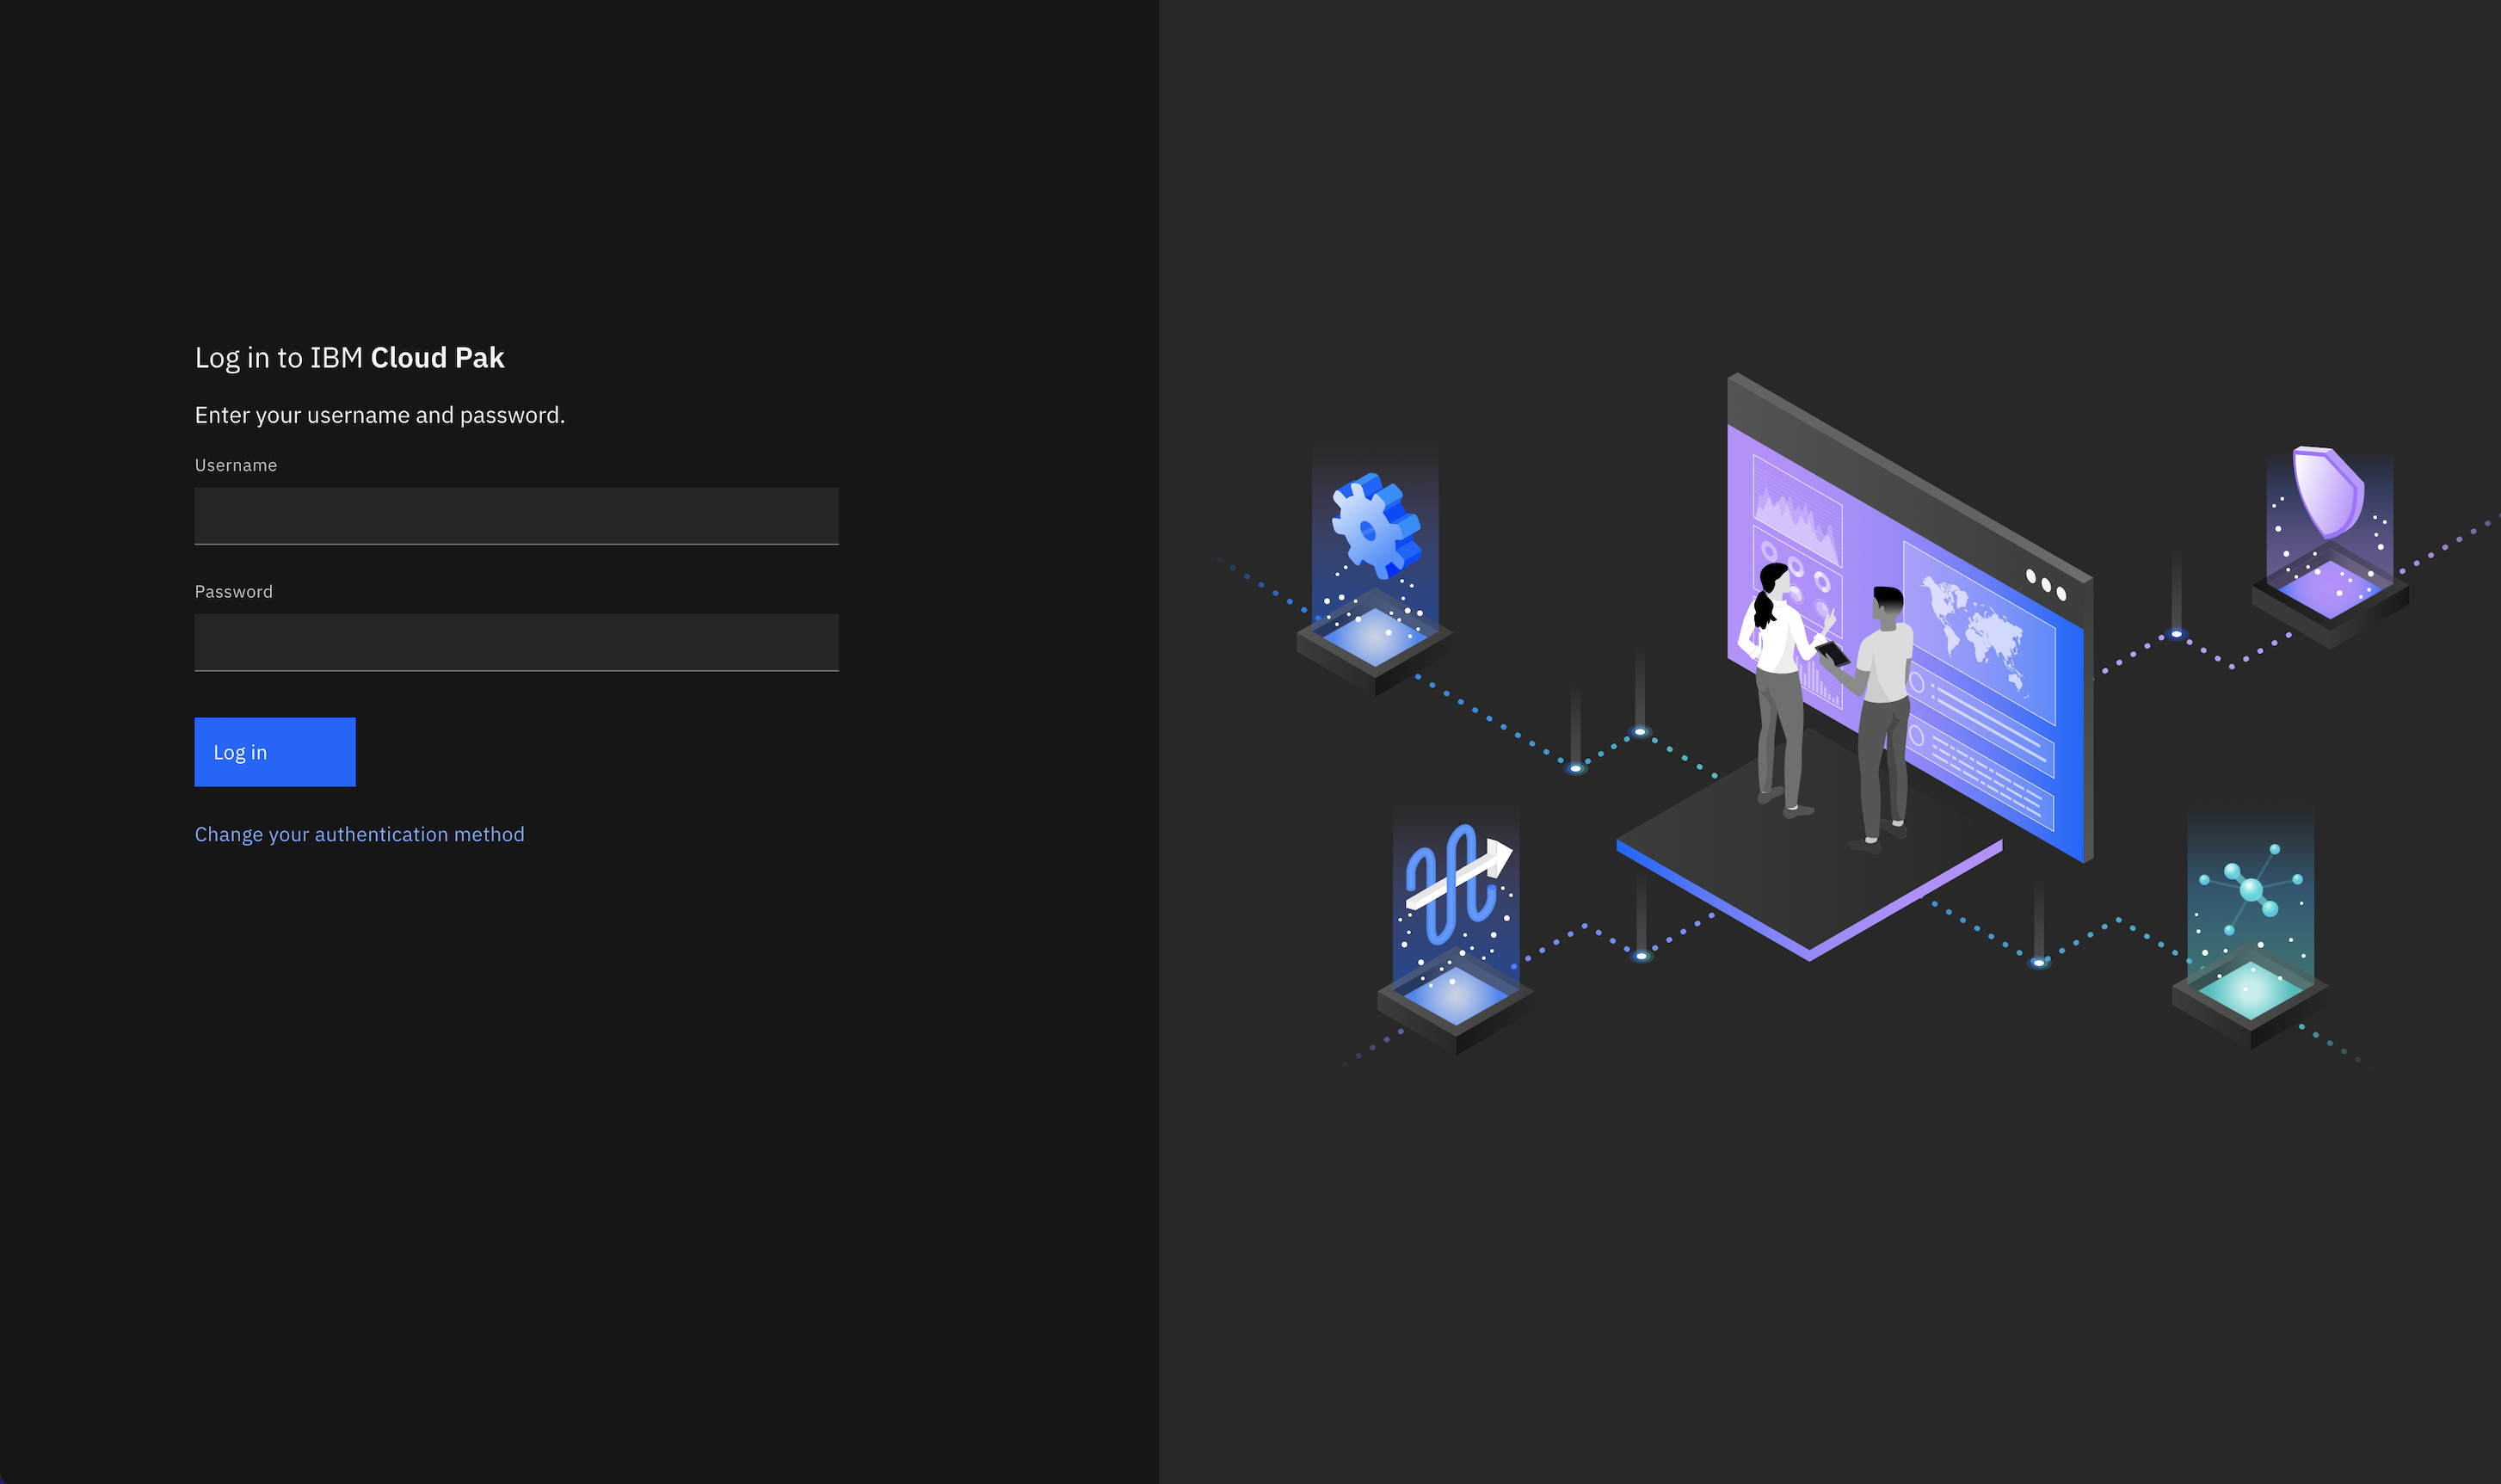 Log in to IBM Cloud Pak
Enter your username and password.
Username
Password
Log in
Change your authentication method